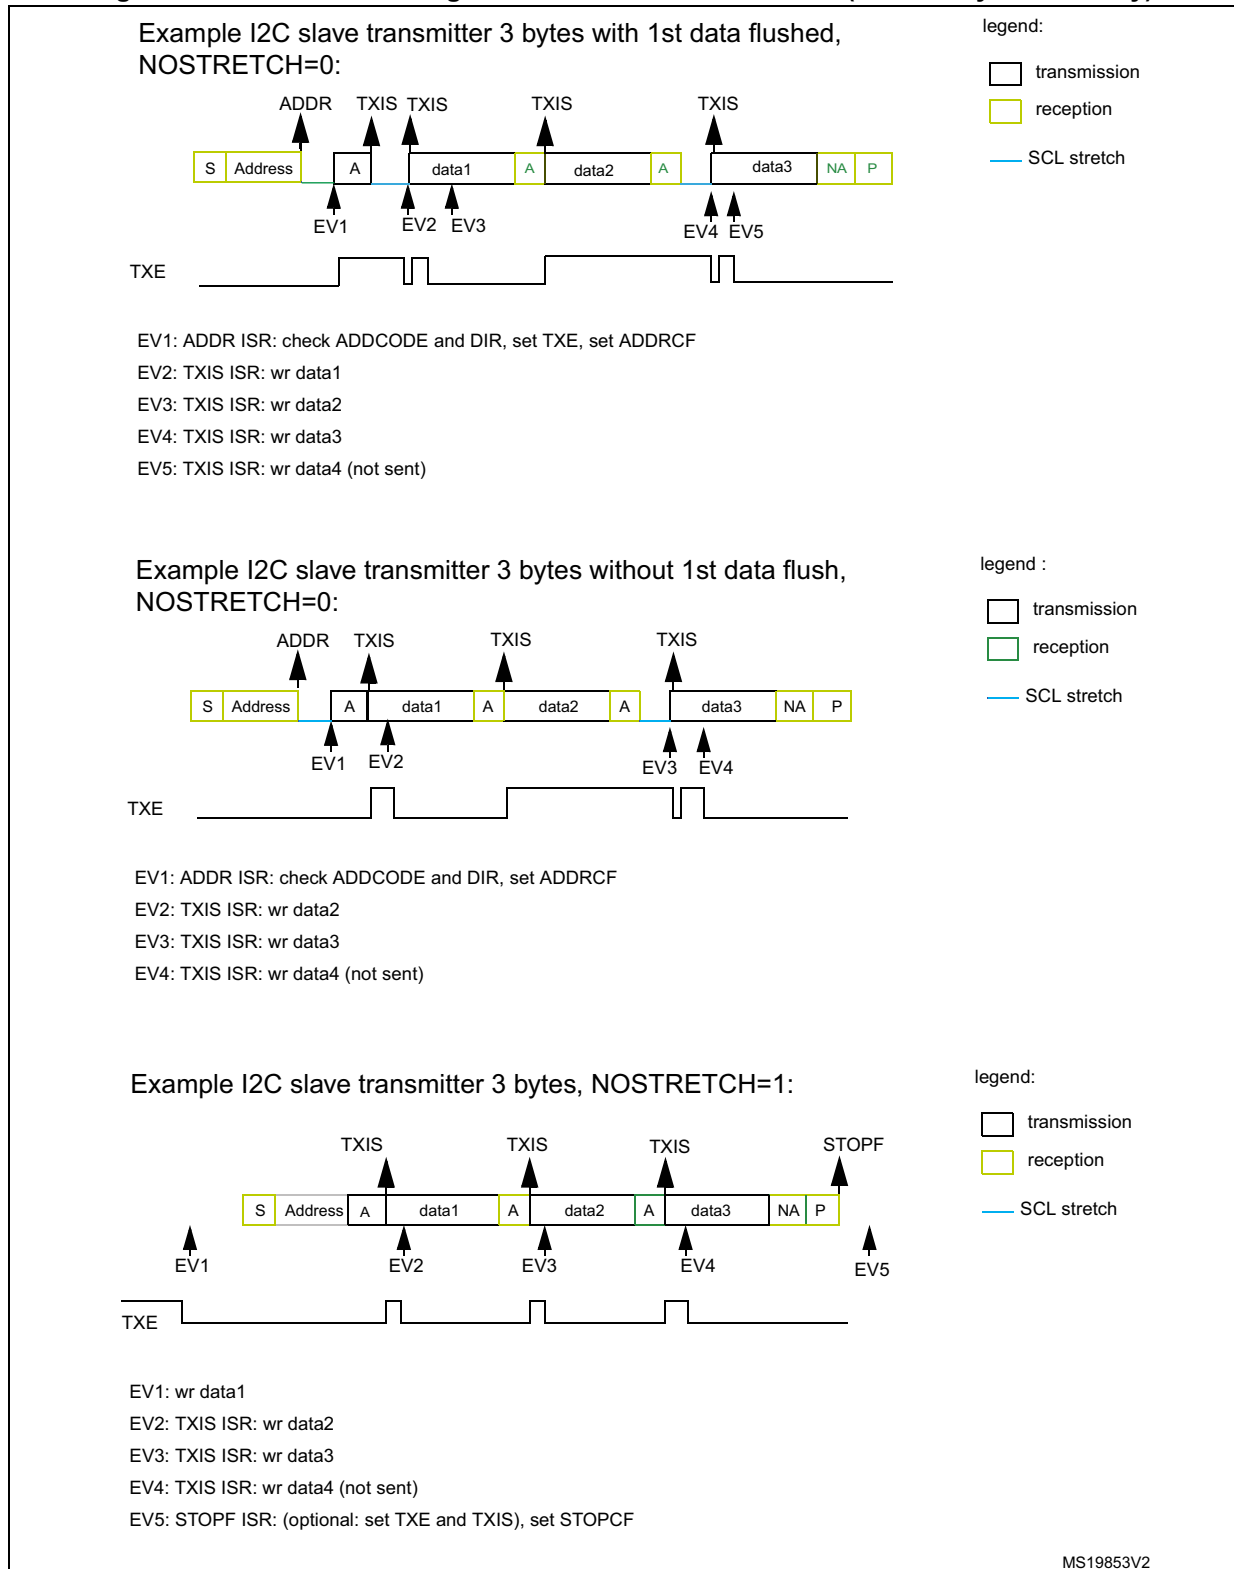 Example I2C slave transmitter 3 bytes with 1st data flushed,
NOSTRETCH=0:
legend:
transmission
reception
SCL stretch
ADDR TXIS TXIS TXIS TXIS
S Address A data1 A data2 A data3 NA P
EV1 EV2 EV3 EV4 EV5
TXE
EV1: ADDR ISR: check ADDCODE and DIR, set TXE, set ADDRCF
EV2: TXIS ISR: wr data1
EV3: TXIS ISR: wr data2
EV4: TXIS ISR: wr data3
EV5: TXIS ISR: wr data4 (not sent)
Example I2C slave transmitter 3 bytes without 1st data flush,
NOSTRETCH=0:
legend :
transmission
reception
SCL stretch
ADDR TXIS TXIS TXIS
S Address A data1 A data2 A data3 NA P
EV1 EV2 EV3 EV4
TXE
EV1: ADDR ISR: check ADDCODE and DIR, set ADDRCF
EV2: TXIS ISR: wr data2
EV3: TXIS ISR: wr data3
EV4: TXIS ISR: wr data4 (not sent)
Example I2C slave transmitter 3 bytes, NOSTRETCH=1:
legend:
transmission
reception
SCL stretch
TXIS TXIS TXIS STOPF
S Address A data1 A data2 A data3 NA P
EV1 EV2 EV3 EV4 EV5
TXE
EV1: wr data1
EV2: TXIS ISR: wr data2
EV3: TXIS ISR: wr data3
EV4: TXIS ISR: wr data4 (not sent)
EV5: STOPF ISR: (optional: set TXE and TXIS), set STOPCF
MS19853V2